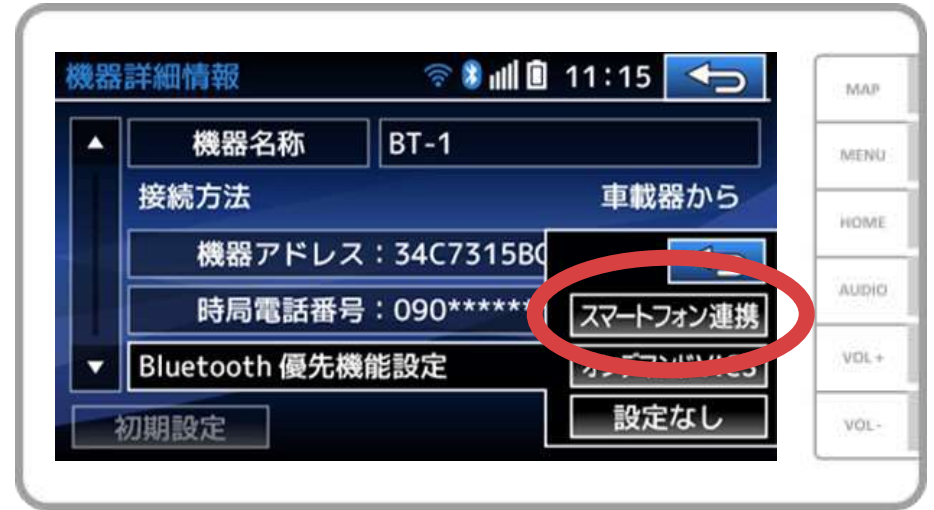 機器詳細情報 11:15
機器名称 BT-1
接続方法 車載器から
機器アドレス：34C7315B
時局電話番号：090******
スマートフォン連携
Bluetooth 優先機能設定
設定なし
初期設定
MAP
MENU
HOME
AUDIO
VOL+
VOL-